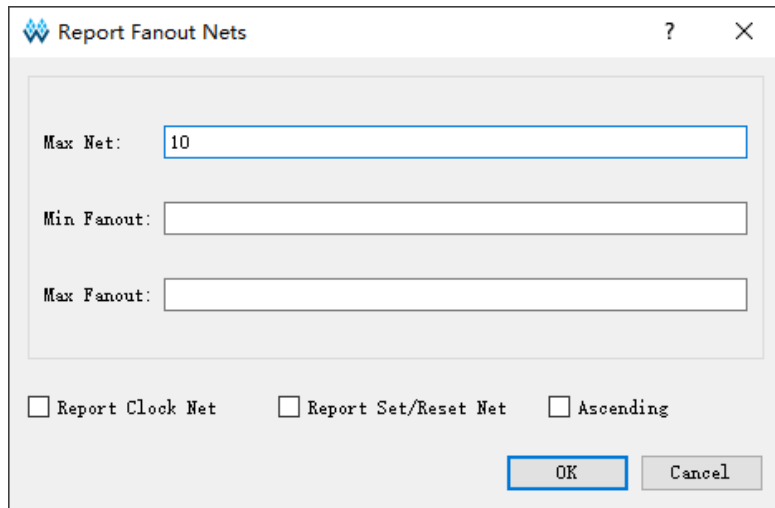 Report Fanout Nets ?
Max Net: 10
Min Fanout:
Max Fanout:
Report Clock Net Report Set/Reset Net Ascending
OK Cancel